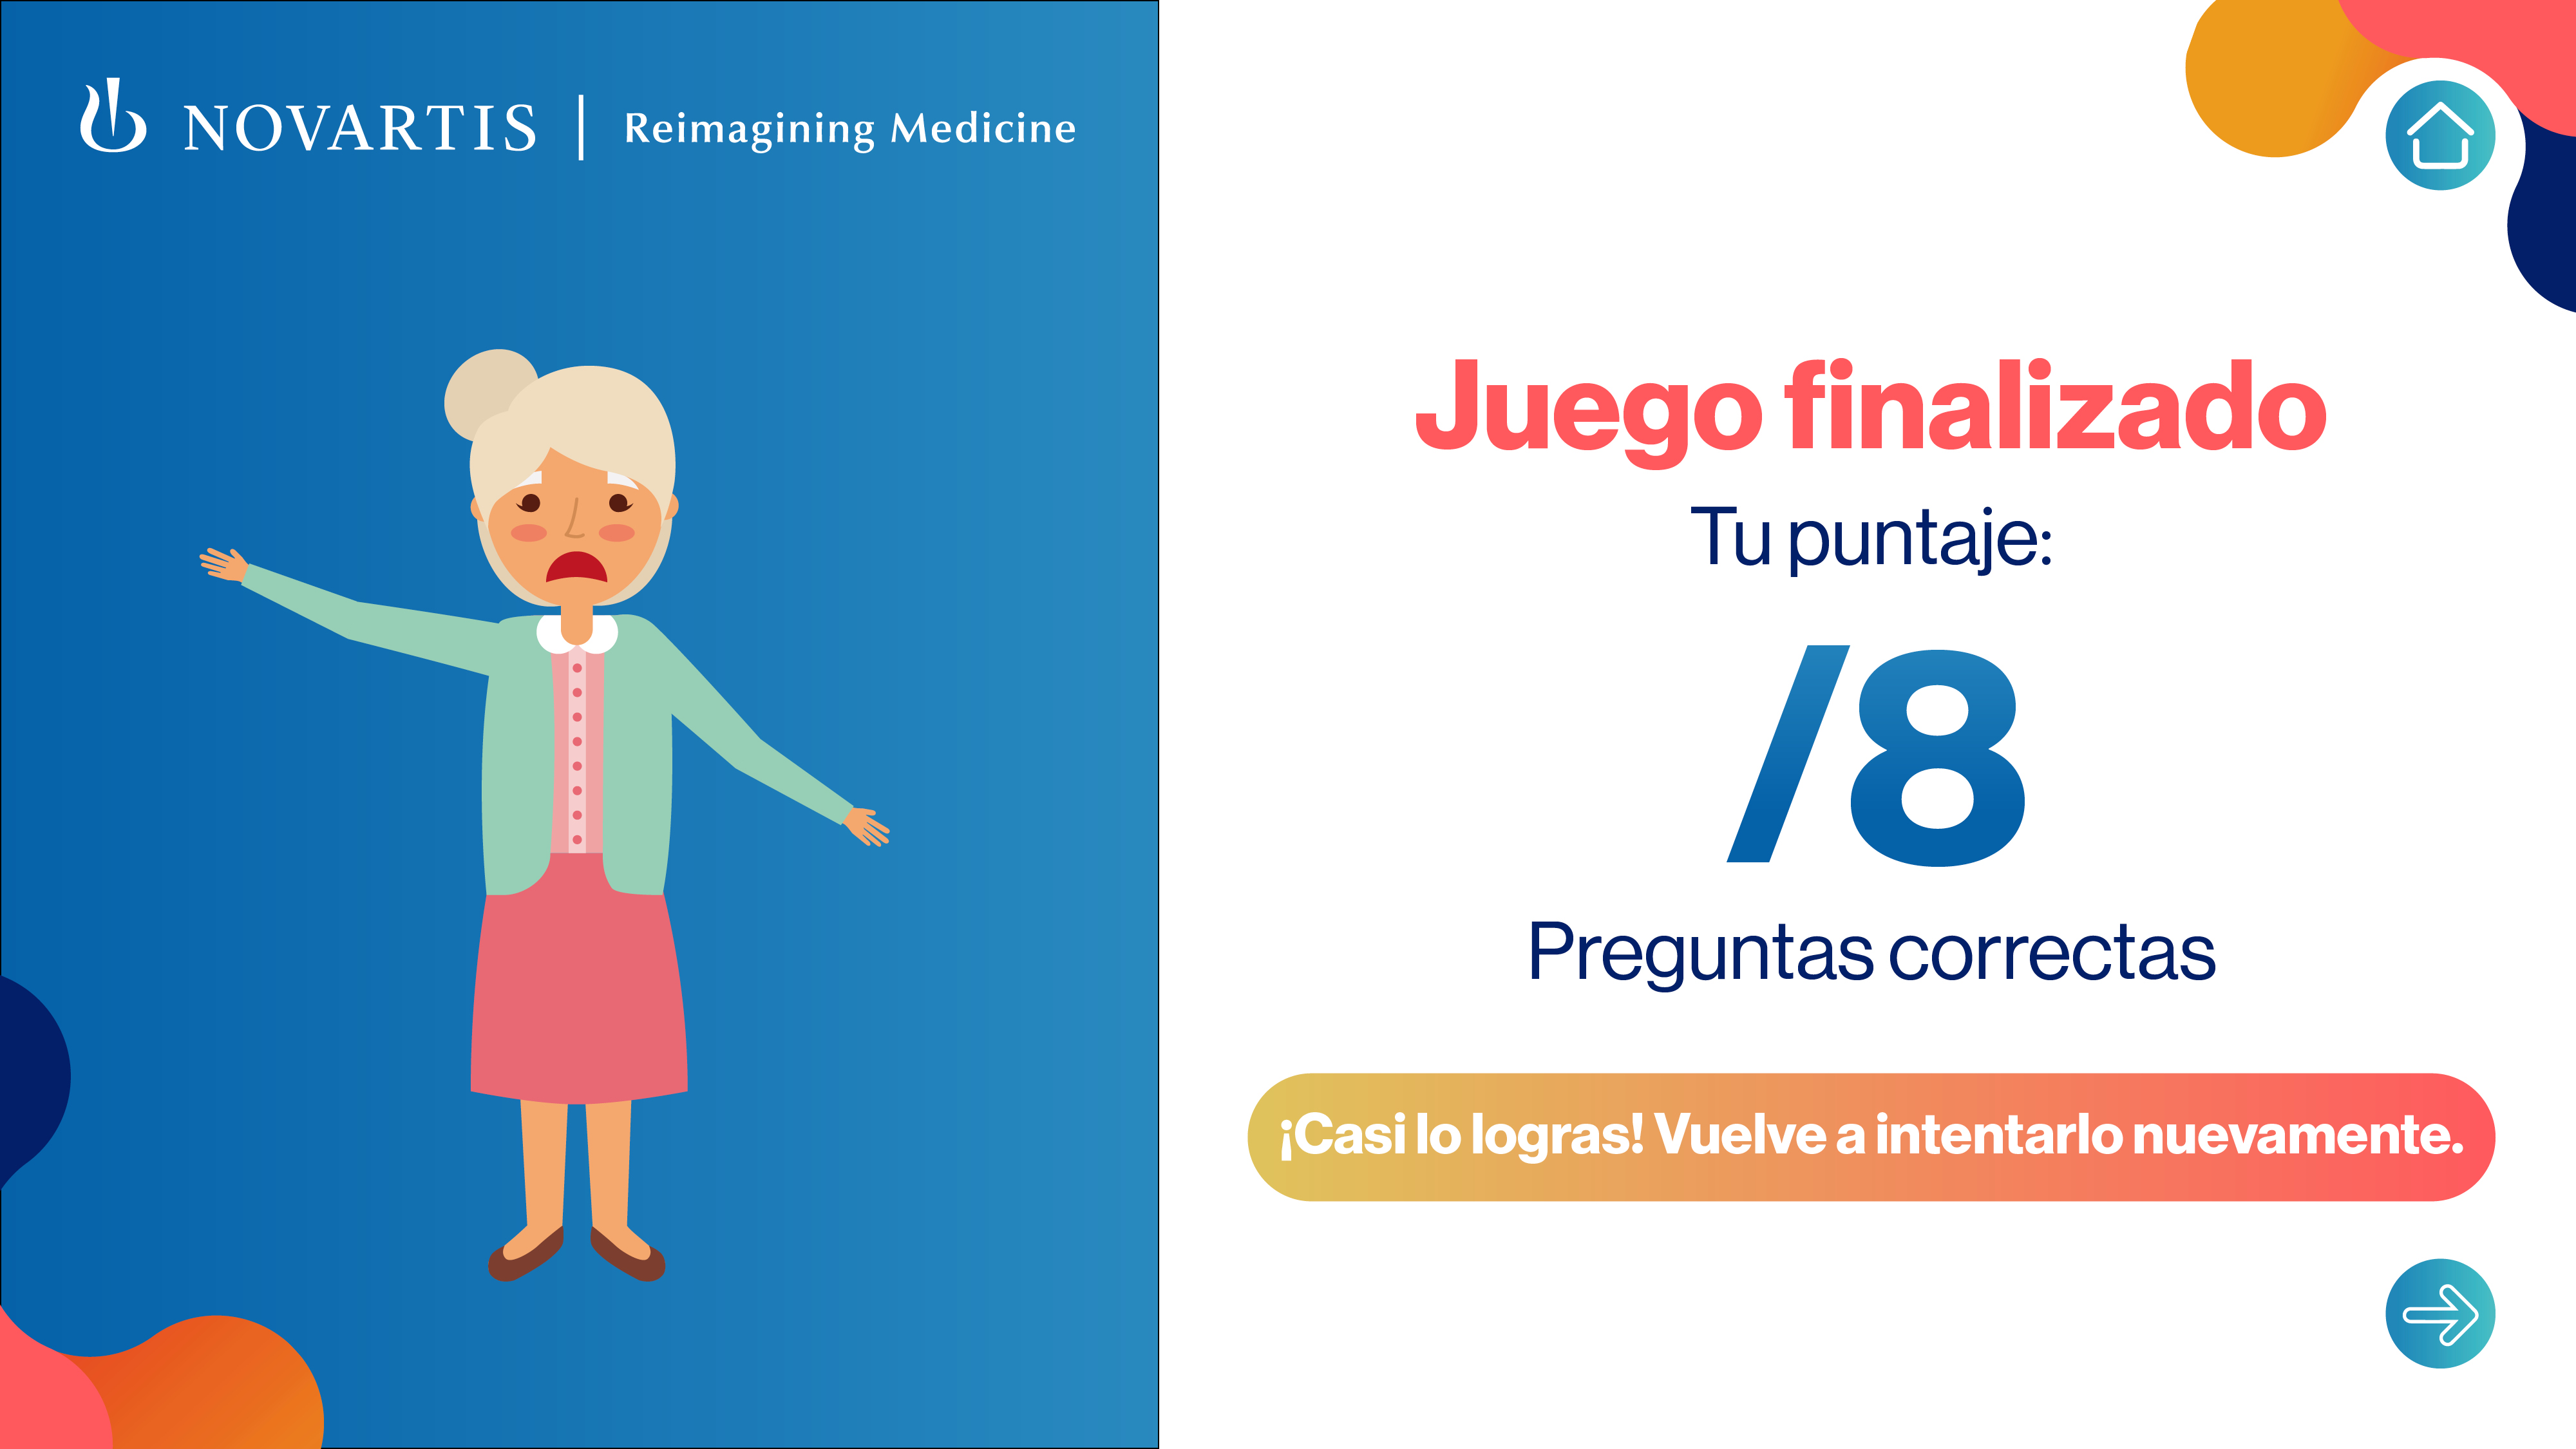 NOVARTIS | Reimagining Medicine
Juego finalizado
Tu puntaje:
/8
Preguntas correctas
¡Casi lo logras! Vuelve a intentarlo nuevamente.